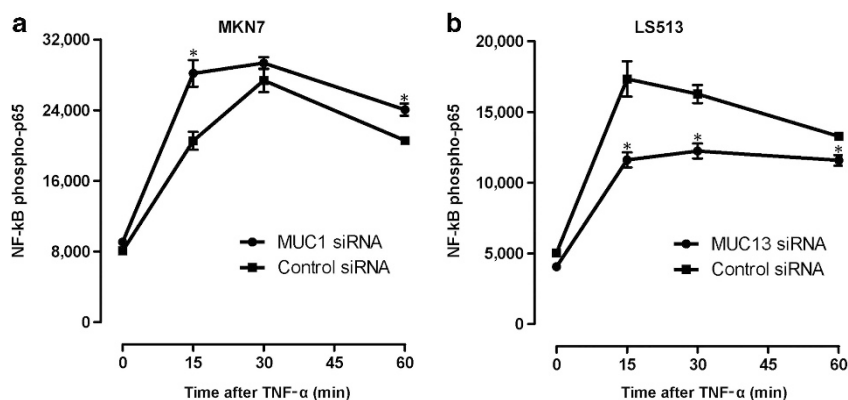 a
MKN7
NF-kB phospho-p65
32,000
24,000
16,000
8,000
0
*
*
MUC1 siRNA
Control siRNA
0 15 30 45 60
Time after TNF-α (min)
b
LS513
NF-kB phospho-p65
20,000
15,000
10,000
5,000
0
*
*
*
MUC13 siRNA
Control siRNA
0 15 30 45 60
Time after TNF-α (min)